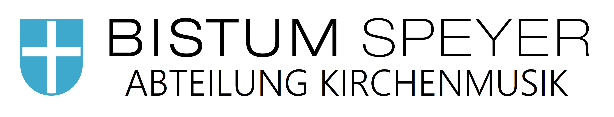 BISTUM SPEYER
ABTEILUNG KIRCHENMUSIK